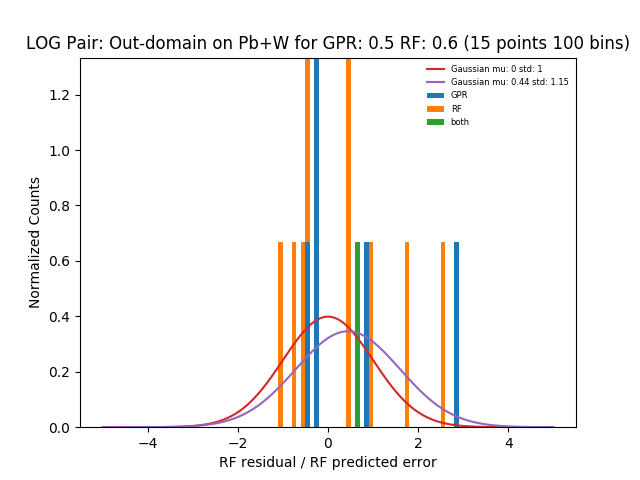 LOG Pair: Out-domain on Pb+W for GPR: 0.5 RF: 0.6 (15 points 100 bins)
Gaussian mu: 0 std: 1
Gaussian mu: 0.44 std: 1.15
GPR
RF
both
Normalized Counts
1.2
1.0
0.8
0.6
0.4
0.2
0.0
−4
−2
0
2
4
RF residual / RF predicted error